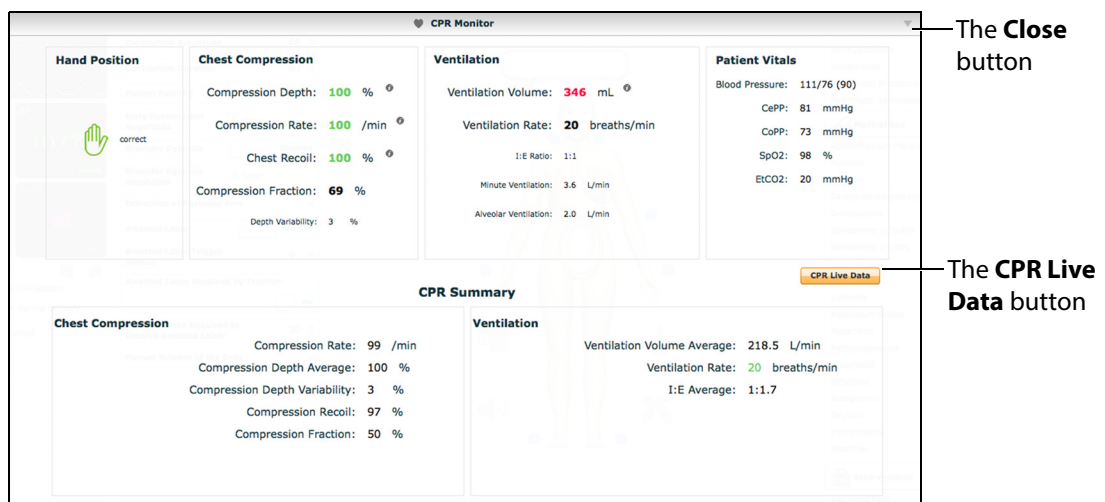 CPR Monitor
The Close
button
Hand Position
correct
Chest Compression
Compression Depth: 100 %
Compression Rate: 100 /min
Chest Recoil: 100 %
Compression Fraction: 69 %
Depth Variability: 3 %
Ventilation
Ventilation Volume: 346 mL
Ventilation Rate: 20 breaths/min
I:E Ratio: 1:1
Minute Ventilation: 3.6 L/min
Alveolar Ventilation: 2.0 L/min
Patient Vitals
Blood Pressure: 111/76 (90)
CePP: 81 mmHg
CoPP: 73 mmHg
SpO2: 98 %
EtCO2: 20 mmHg
CPR Live Data
The CPR Live
Data button
CPR Summary
Chest Compression
Compression Rate: 99 /min
Compression Depth Average: 100 %
Compression Depth Variability: 3 %
Compression Recoil: 97 %
Compression Fraction: 50 %
Ventilation
Ventilation Volume Average: 218.5 L/min
Ventilation Rate: 20 breaths/min
I:E Average: 1:1.7